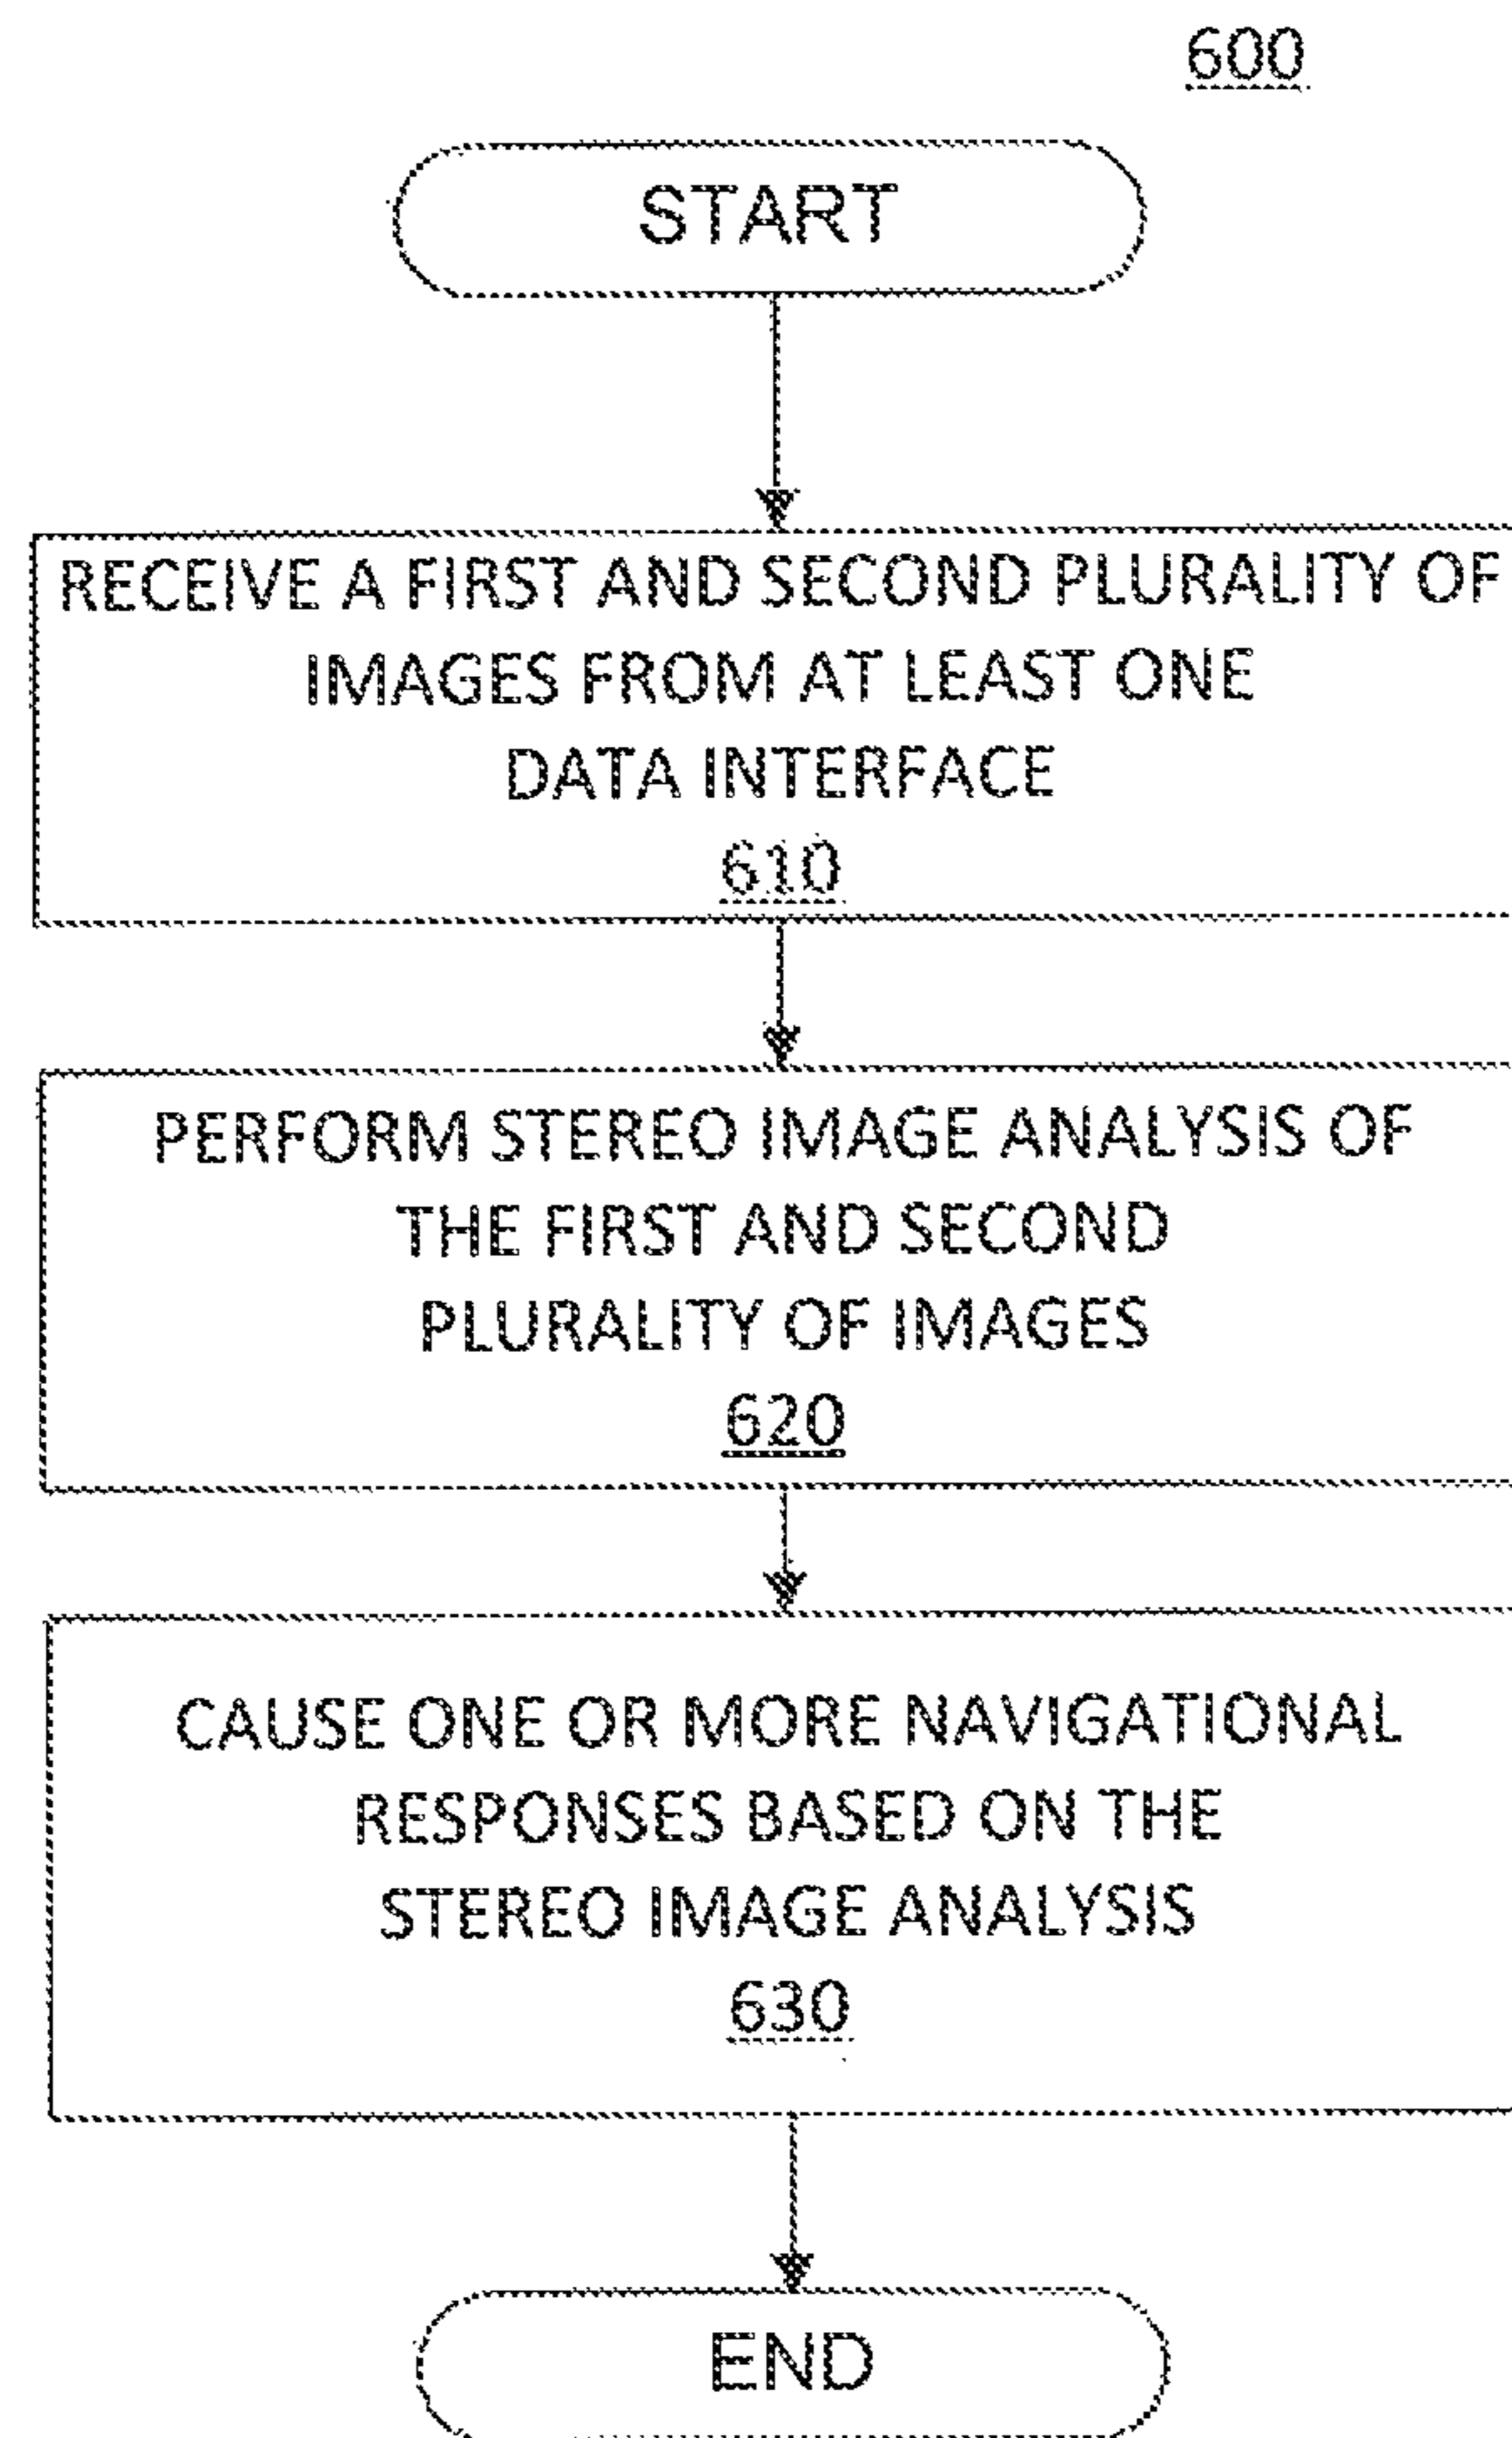 600
START
RECEIVE A FIRST AND SECOND PLURALITY OF
IMAGES FROM AT LEAST ONE
DATA INTERFACE
610
PERFORM STEREO IMAGE ANALYSIS OF
THE FIRST AND SECOND
PLURALITY OF IMAGES
620
CAUSE ONE OR MORE NAVIGATIONAL
RESPONSES BASED ON THE
STEREO IMAGE ANALYSIS
630
END